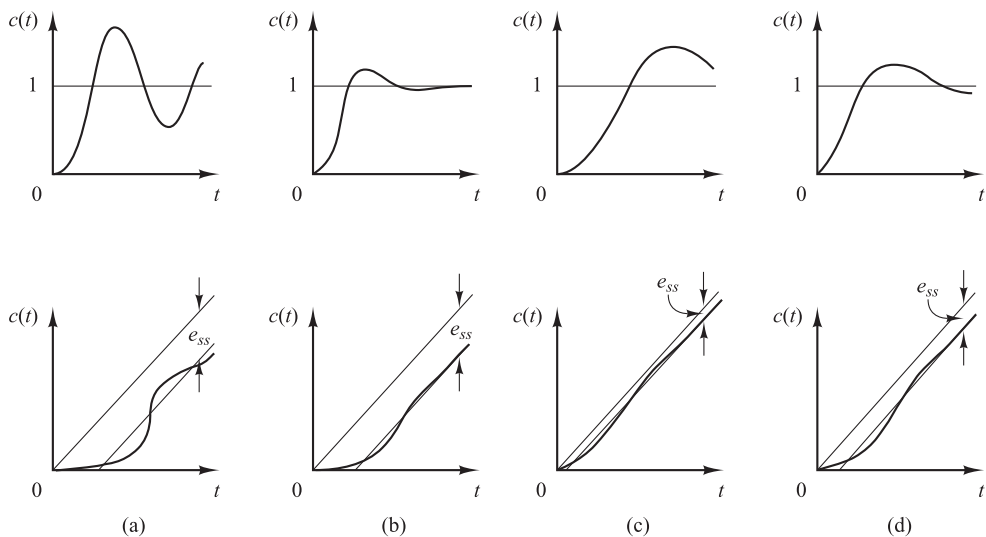 c(t) c(t) c(t) c(t)
1 1 1 1
0 t 0 t 0 t 0 t
e_ss e_ss
c(t) c(t) c(t) c(t)
e_ss e_ss
0 t 0 t 0 t 0 t
(a) (b) (c) (d)